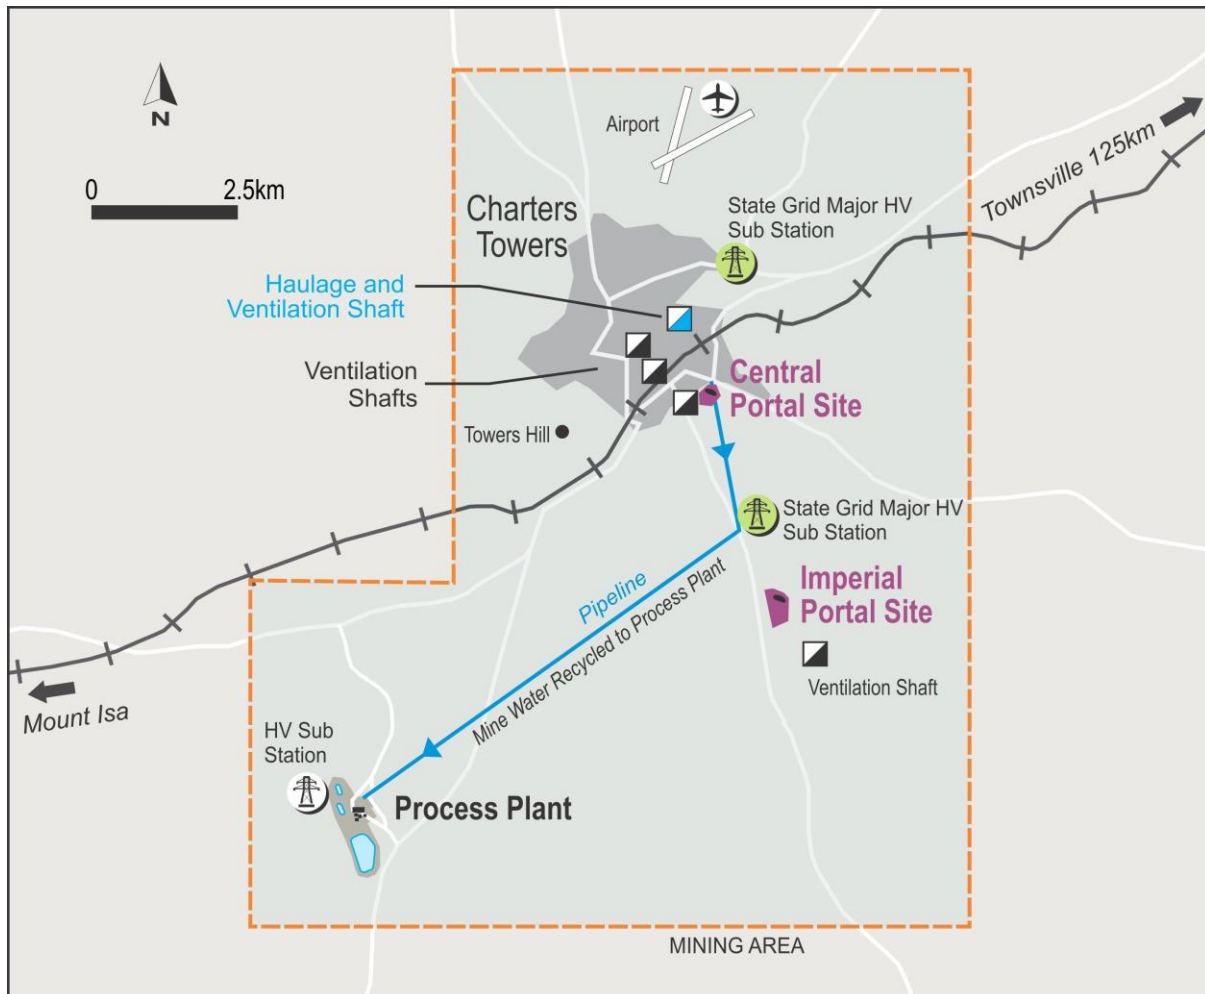 N
0 2.5km
Airport
Townsville 125km
Charters
Towers
State Grid Major HV
Sub Station
Haulage and
Ventilation Shaft
Ventilation
Shafts
Central
Portal Site
Towers Hill
State Grid Major HV
Sub Station
Imperial
Portal Site
Pipeline
Mine Water Recycled to Process Plant
Ventilation Shaft
Mount Isa
HV Sub
Station
Process Plant
MINING AREA